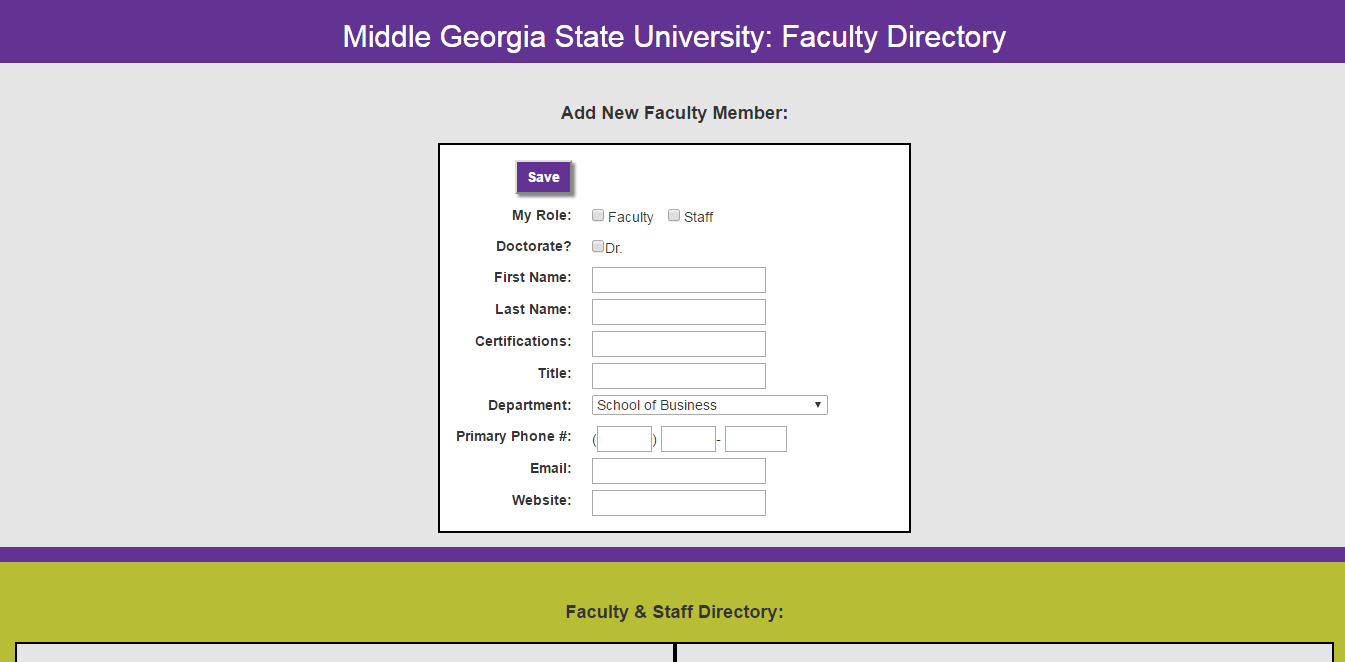 Middle Georgia State University: Faculty Directory
Add New Faculty Member:
Save
My Role: Faculty Staff
Doctorate? Dr.
First Name:
Last Name:
Certifications:
Title:
Department: School of Business
Primary Phone #: ( ) -
Email:
Website:
Faculty & Staff Directory: